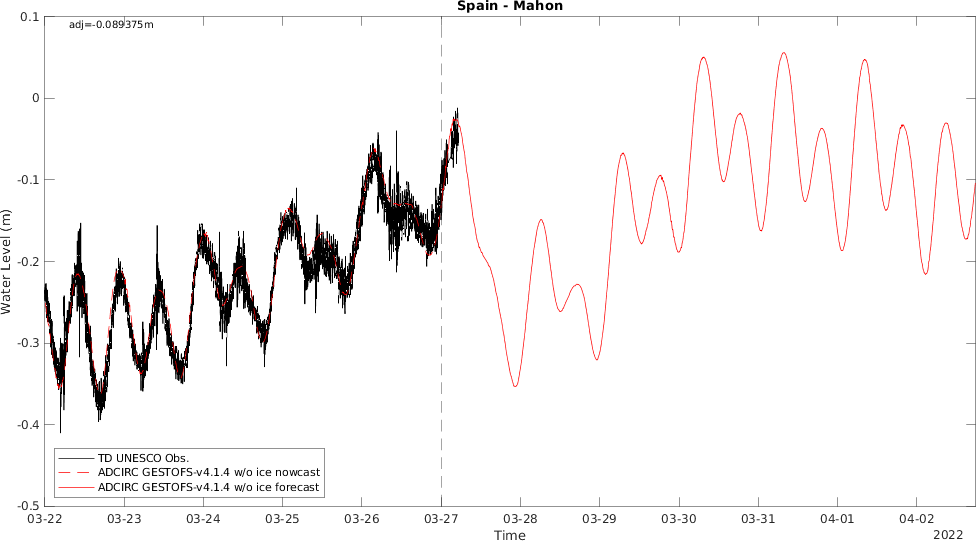 Spain - Mahon
adj=-0.089375m
0.1
0
-0.1
-0.2
-0.3
-0.4
-0.5
Water Level (m)
TD UNESCO Obs.
ADCIRC GESTOFS-v4.1.4 w/o ice nowcast
ADCIRC GESTOFS-v4.1.4 w/o ice forecast
03-22 03-23 03-24 03-25 03-26 03-27 03-28 03-29 03-30 03-31 04-01 04-02
Time
2022